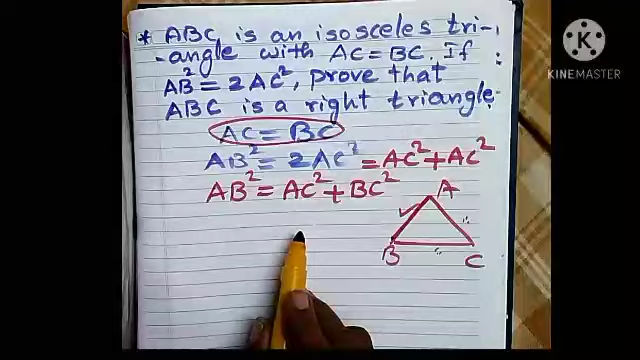 * ABC is an isosceles tri-
-angle with AC = BC. If
AB² = 2AC², prove that
ABC is a right triangle.
AC = BC
AB² = 2AC² = AC² + AC²
AB² = AC² + BC²
A
B
C
K
KINEMASTER